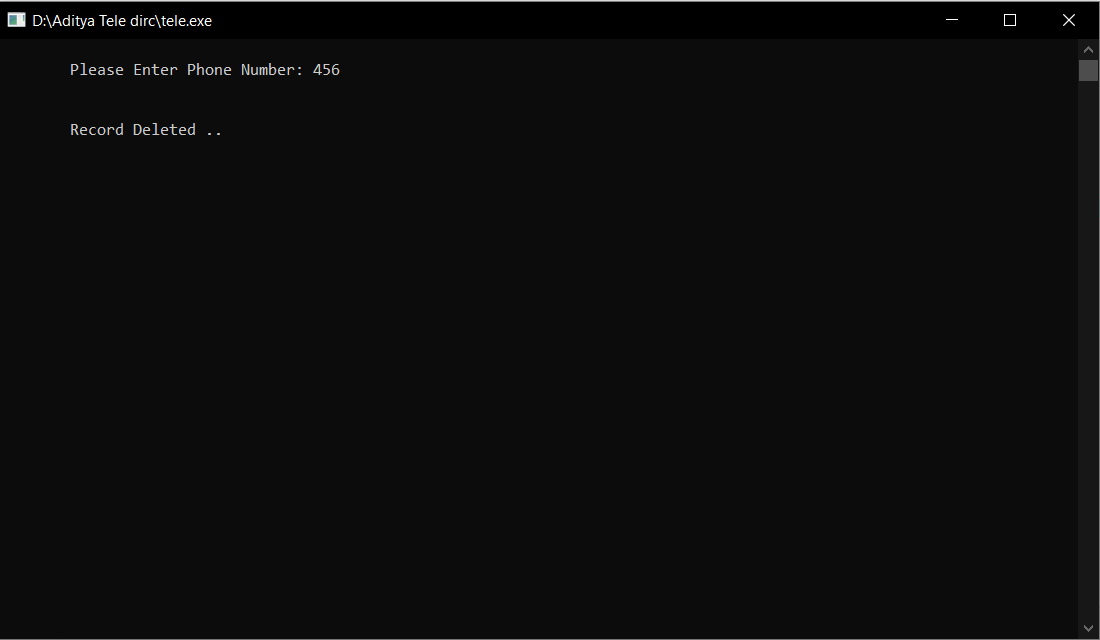 D:\Aditya Tele dirc\tele.exe
Please Enter Phone Number: 456
Record Deleted ..